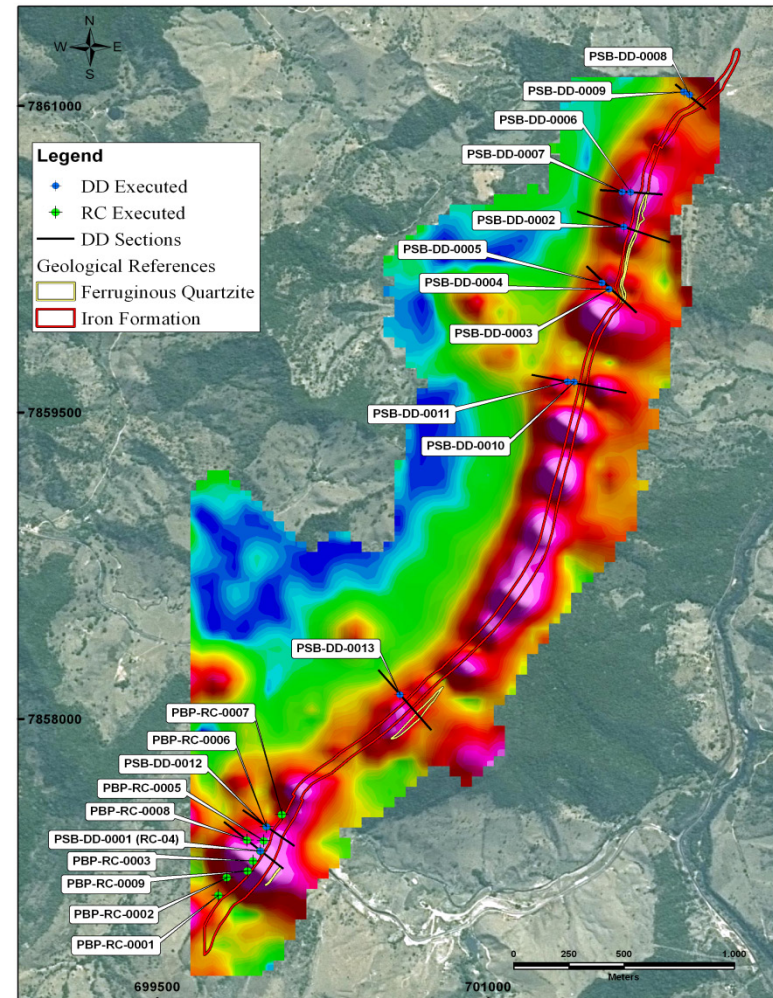 N
W E
S
7861000
7859500
7858000
699500
701000
Legend
DD Executed
RC Executed
DD Sections
Geological References
Ferruginous Quartzite
Iron Formation
PSB-DD-0008
PSB-DD-0009
PSB-DD-0006
PSB-DD-0007
PSB-DD-0002
PSB-DD-0005
PSB-DD-0004
PSB-DD-0003
PSB-DD-0011
PSB-DD-0010
PSB-DD-0013
PBP-RC-0007
PBP-RC-0006
PSB-DD-0012
PBP-RC-0005
PBP-RC-0008
PSB-DD-0001 (RC-04)
PBP-RC-0003
PBP-RC-0009
PBP-RC-0002
PBP-RC-0001
0 250 500 1.000
Meters